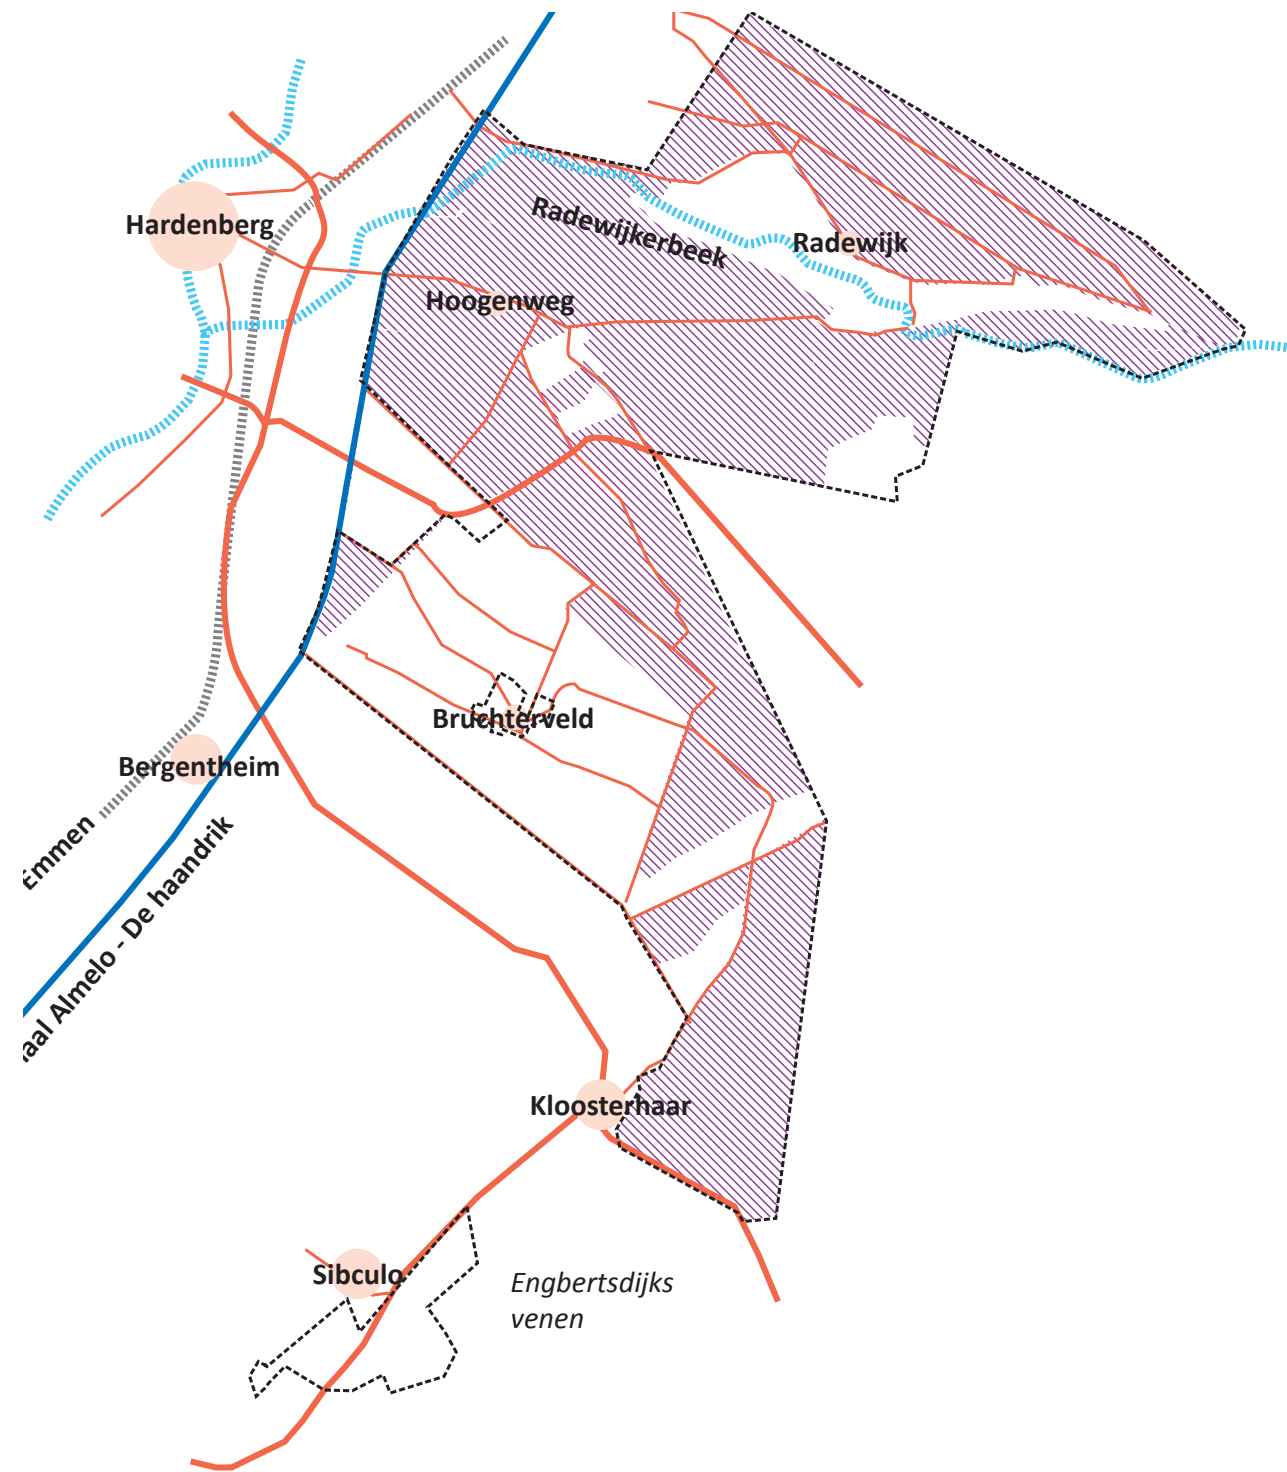 Hardenberg
Radewijkerbeek
Radewijk
Hoogenweg
Bruchterveld
Bergentheim
Emmen
aal Almelo - De haandrik
Kloosterhaar
Sibculo
Engbertsdijks
venen